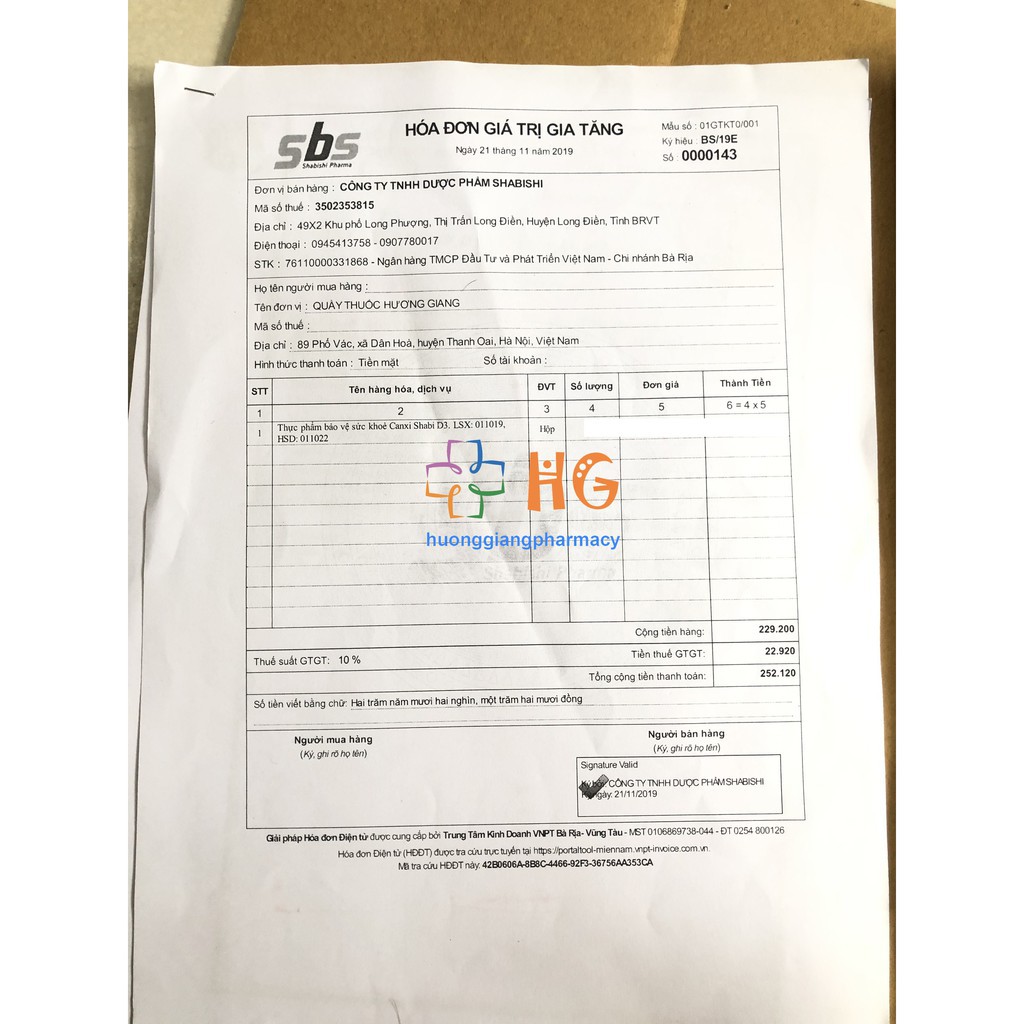 sbs
Shabishi Pharma
HÓA ĐƠN GIÁ TRỊ GIA TĂNG
Ngày 21 tháng 11 năm 2019
Mẫu số : 01GTKT0/001
Ký hiệu : BS/19E
Số : 0000143
Đơn vị bán hàng : CÔNG TY TNHH DƯỢC PHẨM SHABISHI
Mã số thuế : 3502353815
Địa chỉ : 49X2 Khu phố Long Phượng, Thị Trấn Long Điền, Huyện Long Điền, Tỉnh BRVT
Điện thoại : 0945413758 - 0907780017
STK : 76110000331868 - Ngân hàng TMCP Đầu Tư và Phát Triển Việt Nam - Chi nhánh Bà Rịa
Họ tên người mua hàng :
Tên đơn vị : QUẦY THUỐC HƯƠNG GIANG
Mã số thuế :
Địa chỉ : 89 Phố Vác, xã Dân Hoà, huyện Thanh Oai, Hà Nội, Việt Nam
Hình thức thanh toán : Tiền mặt Số tài khoản :
STT Tên hàng hóa, dịch vụ ĐVT Số lượng Đơn giá Thành Tiền
1 2 3 4 5 6 = 4 x 5
1 Thực phẩm bảo vệ sức khoẻ Canxi Shabi D3. LSX: 011019, Hộp
HSD: 011022
HG
huonggiangpharmacy
Cộng tiền hàng: 229.200
Thuế suất GTGT: 10 % Tiền thuế GTGT: 22.920
Tổng cộng tiền thanh toán: 252.120
Số tiền viết bằng chữ: Hai trăm năm mươi hai nghìn, một trăm hai mươi đồng
Người mua hàng
(Ký, ghi rõ họ tên)
Người bán hàng
(Ký, ghi rõ họ tên)
Signature Valid
CÔNG TY TNHH DƯỢC PHẨM SHABISHI
ngày: 21/11/2019
Giải pháp Hóa đơn Điện tử được cung cấp bởi Trung Tâm Kinh Doanh VNPT Bà Rịa- Vũng Tàu - MST 0106869738-044 - ĐT 0254 800126
Hóa đơn Điện tử (HĐĐT) được tra cứu trực tuyến tại https://portaltool-miennam.vnpt-invoice.com.vn.
Mã tra cứu HĐĐT này: 42B0606A-8B8C-4466-92F3-36756AA353CA